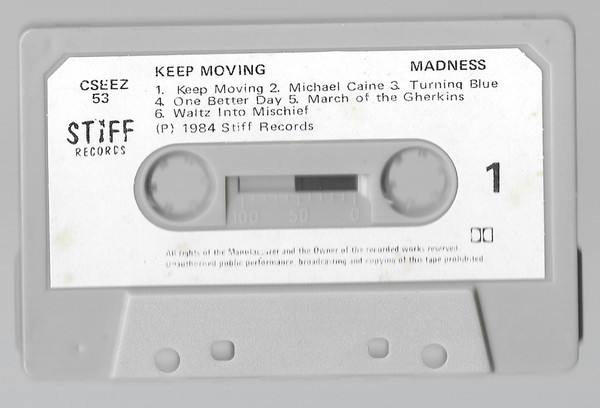 KEEP MOVING MADNESS
CSEEZ
53
1. Keep Moving 2. Michael Caine 3. Turning Blue
4. One Better Day 5. March of the Gherkins
6. Waltz Into Mischief
(P) 1984 Stiff Records
STiFF
RECORDS
1
100 50 0
All rights of the Manufacturer and the Owner of the recorded works reserved.
Unauthorised public performance, broadcasting and copying of this tape prohibited.